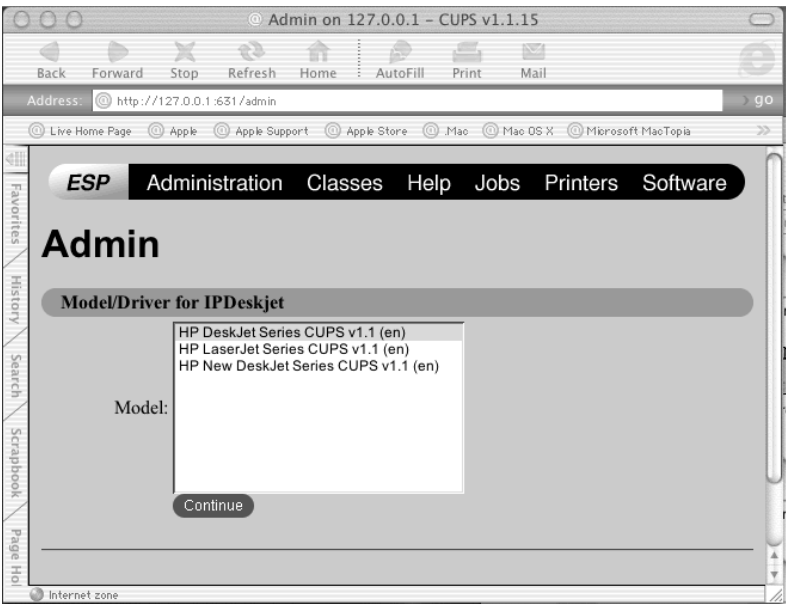 Admin on 127.0.0.1 – CUPS v1.1.15
Back Forward Stop Refresh Home AutoFill Print Mail
Address: http://127.0.0.1:631/admin go
Live Home Page Apple Apple Support Apple Store .Mac Mac OS X Microsoft MacTopia >>
Favorites
History
Search
Scrapbook
Page Hol
ESP Administration Classes Help Jobs Printers Software
Admin
Model/Driver for IPDeskjet
HP DeskJet Series CUPS v1.1 (en)
HP LaserJet Series CUPS v1.1 (en)
HP New DeskJet Series CUPS v1.1 (en)
Model:
Continue
Internet zone